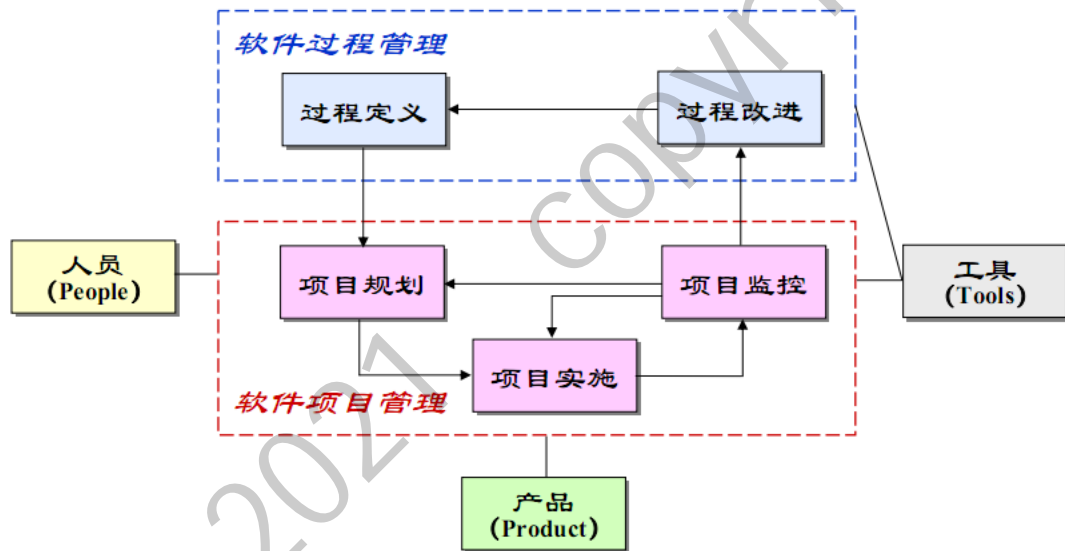 软件过程管理
过程定义
过程改进
人员
(People)
项目规划
项目监控
工具
(Tools)
项目实施
软件项目管理
产品
(Product)
2021